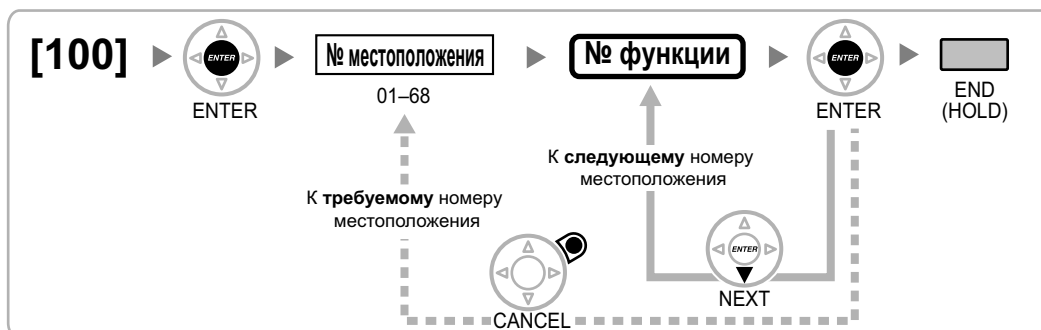 [100]
ENTER
ENTER
№ местоположения
01–68
№ функции
ENTER
ENTER
END
(HOLD)
К требуемому номеру
местоположения
К следующему номеру
местоположения
CANCEL
ENTER
NEXT